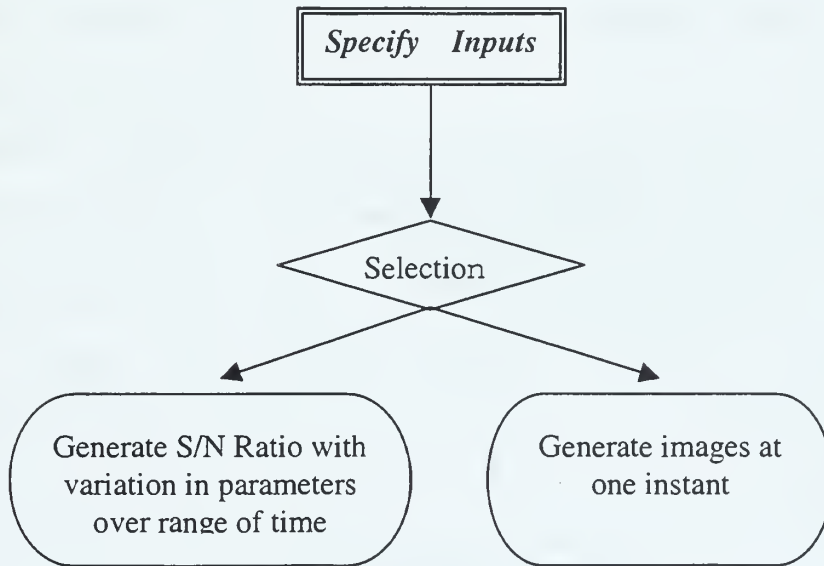 Specify Inputs
Selection
Generate S/N Ratio with
variation in parameters
over range of time
Generate images at
one instant